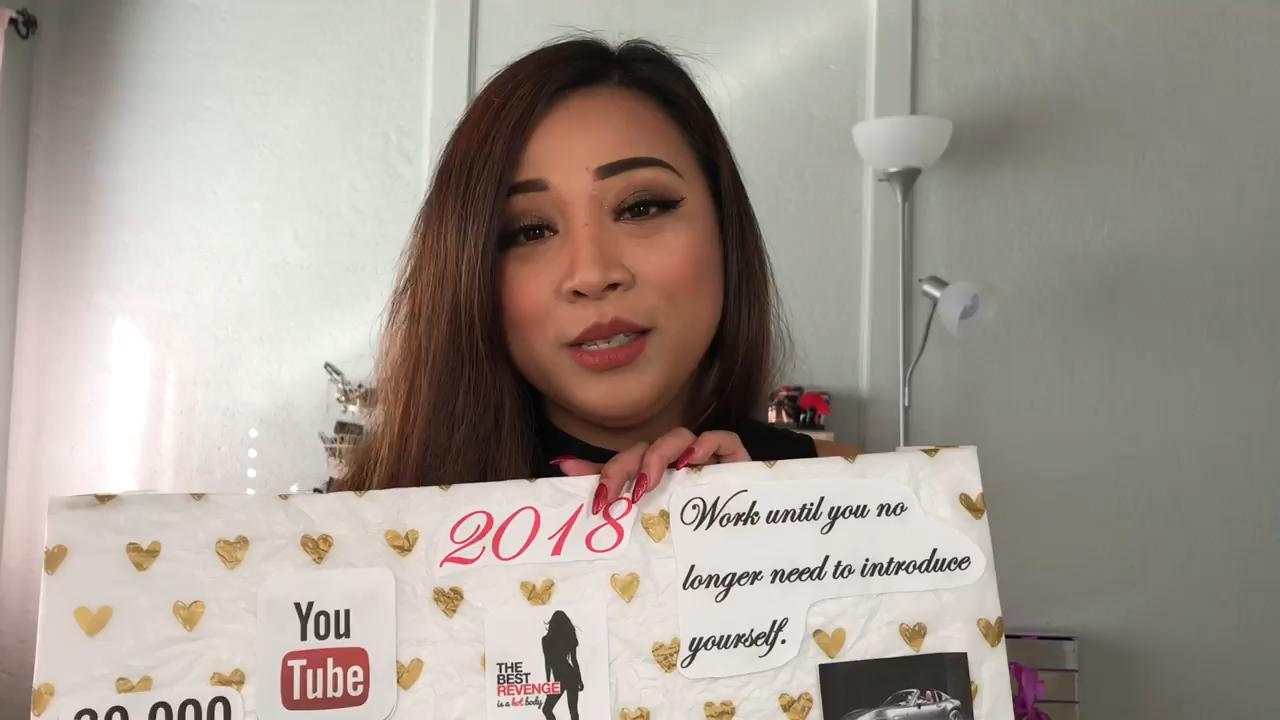 2018
Work until you no
longer need to introduce
yourself.
You
Tube
THE
BEST
REVENGE
is a hot body